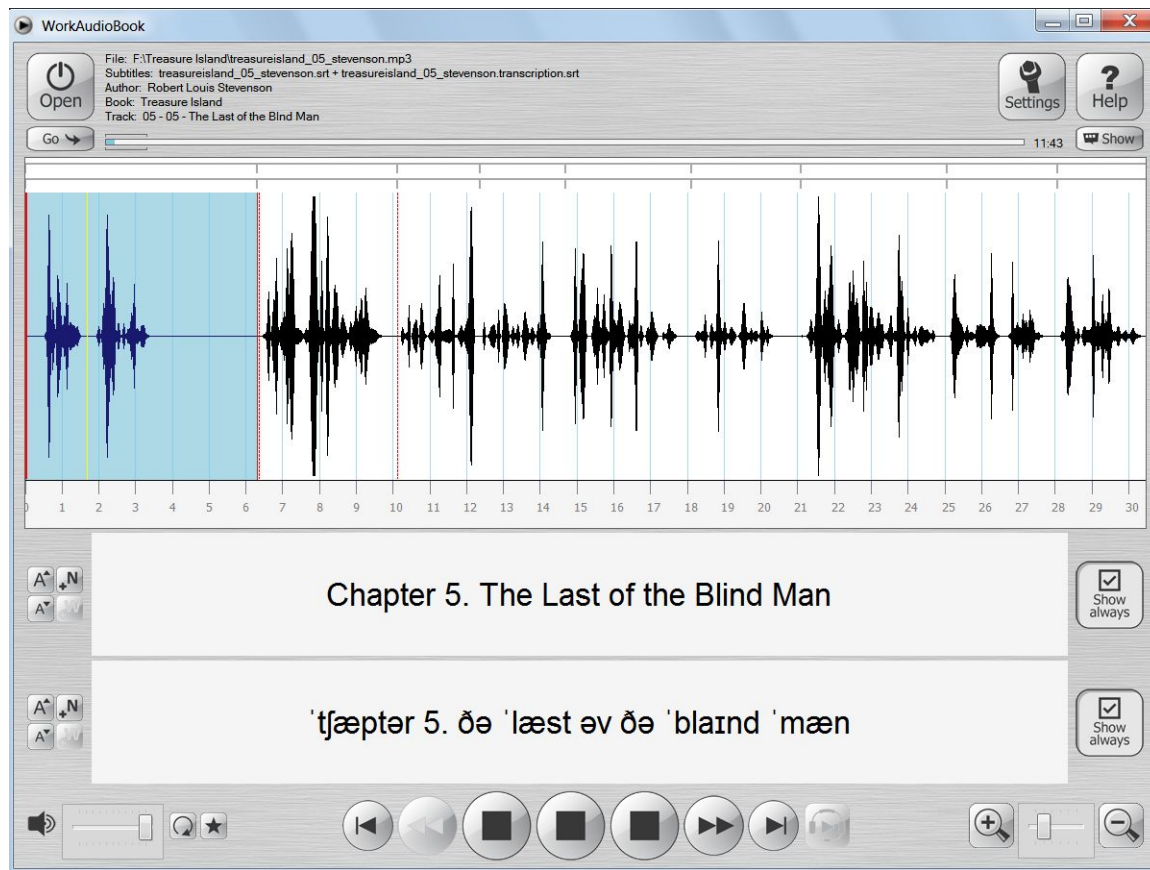 WorkAudioBook
Open
File: F:\Treasure Island\treasureisland_05_stevenson.mp3
Subtitles: treasureisland_05_stevenson.srt + treasureisland_05_stevenson.transcription.srt
Author: Robert Louis Stevenson
Book: Treasure Island
Track: 05 - 05 - The Last of the Blnd Man
Settings
Help
Go
11:43
Show
0 1 2 3 4 5 6 7 8 9 10 11 12 13 14 15 16 17 18 19 20 21 22 23 24 25 26 27 28 29 30
A +N
A W
Chapter 5. The Last of the Blind Man
Show always
A +N
A W
ˈtʃæptər 5. ðə ˈlæst əv ðə ˈblaɪnd ˈmæn
Show always